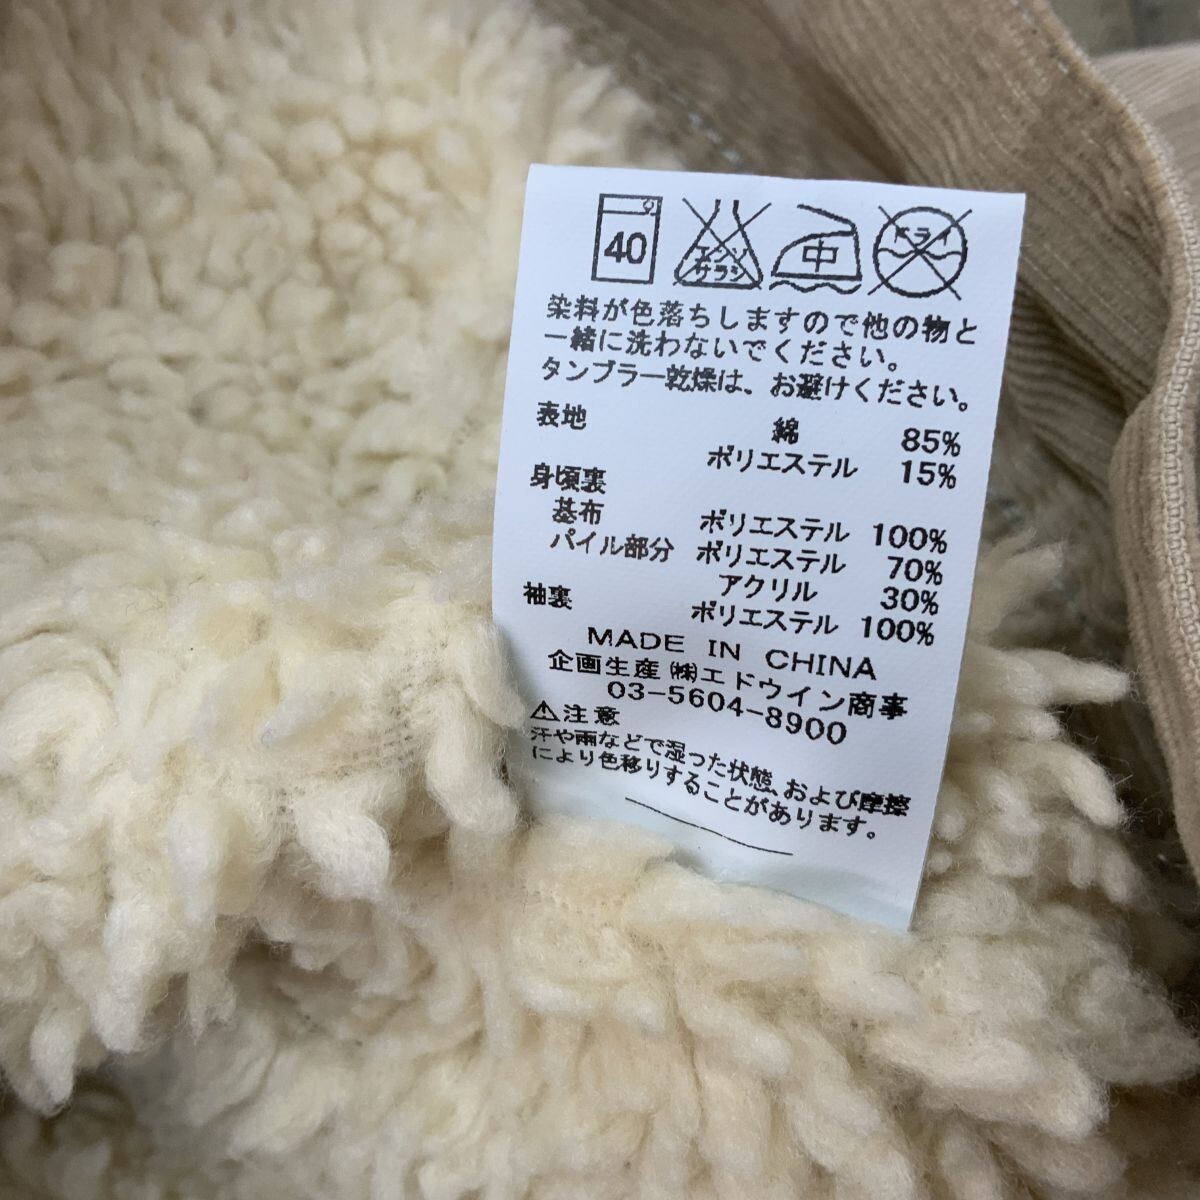 40 エンソ サラシ 中 ドライ
染料が色落ちしますので他の物と
一緒に洗わないでください。
タンブラー乾燥は、お避けください。
表地 綿 85%
ポリエステル 15%
身頃裏
基布 ポリエステル 100%
パイル部分 ポリエステル 70%
アクリル 30%
袖裏 ポリエステル 100%
MADE IN CHINA
企画生産 ㈱エドウイン商事
03-5604-8900
⚠注意
汗や雨などで湿った状態、および摩擦
により色移りすることがあります。